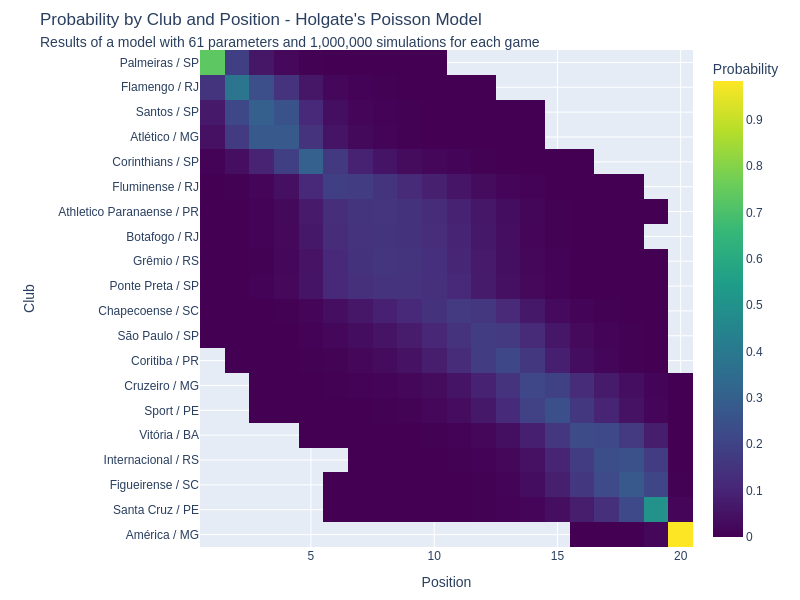 Probability by Club and Position - Holgate's Poisson Model
Results of a model with 61 parameters and 1,000,000 simulations for each game
Probability
Club
Palmeiras / SP
Flamengo / RJ
Santos / SP
Atlético / MG
Corinthians / SP
Fluminense / RJ
Athletico Paranaense / PR
Botafogo / RJ
Grêmio / RS
Ponte Preta / SP
Chapecoense / SC
São Paulo / SP
Coritiba / PR
Cruzeiro / MG
Sport / PE
Vitória / BA
Internacional / RS
Figueirense / SC
Santa Cruz / PE
América / MG
0.9
0.8
0.7
0.6
0.5
0.4
0.3
0.2
0.1
0
5
10
15
20
Position